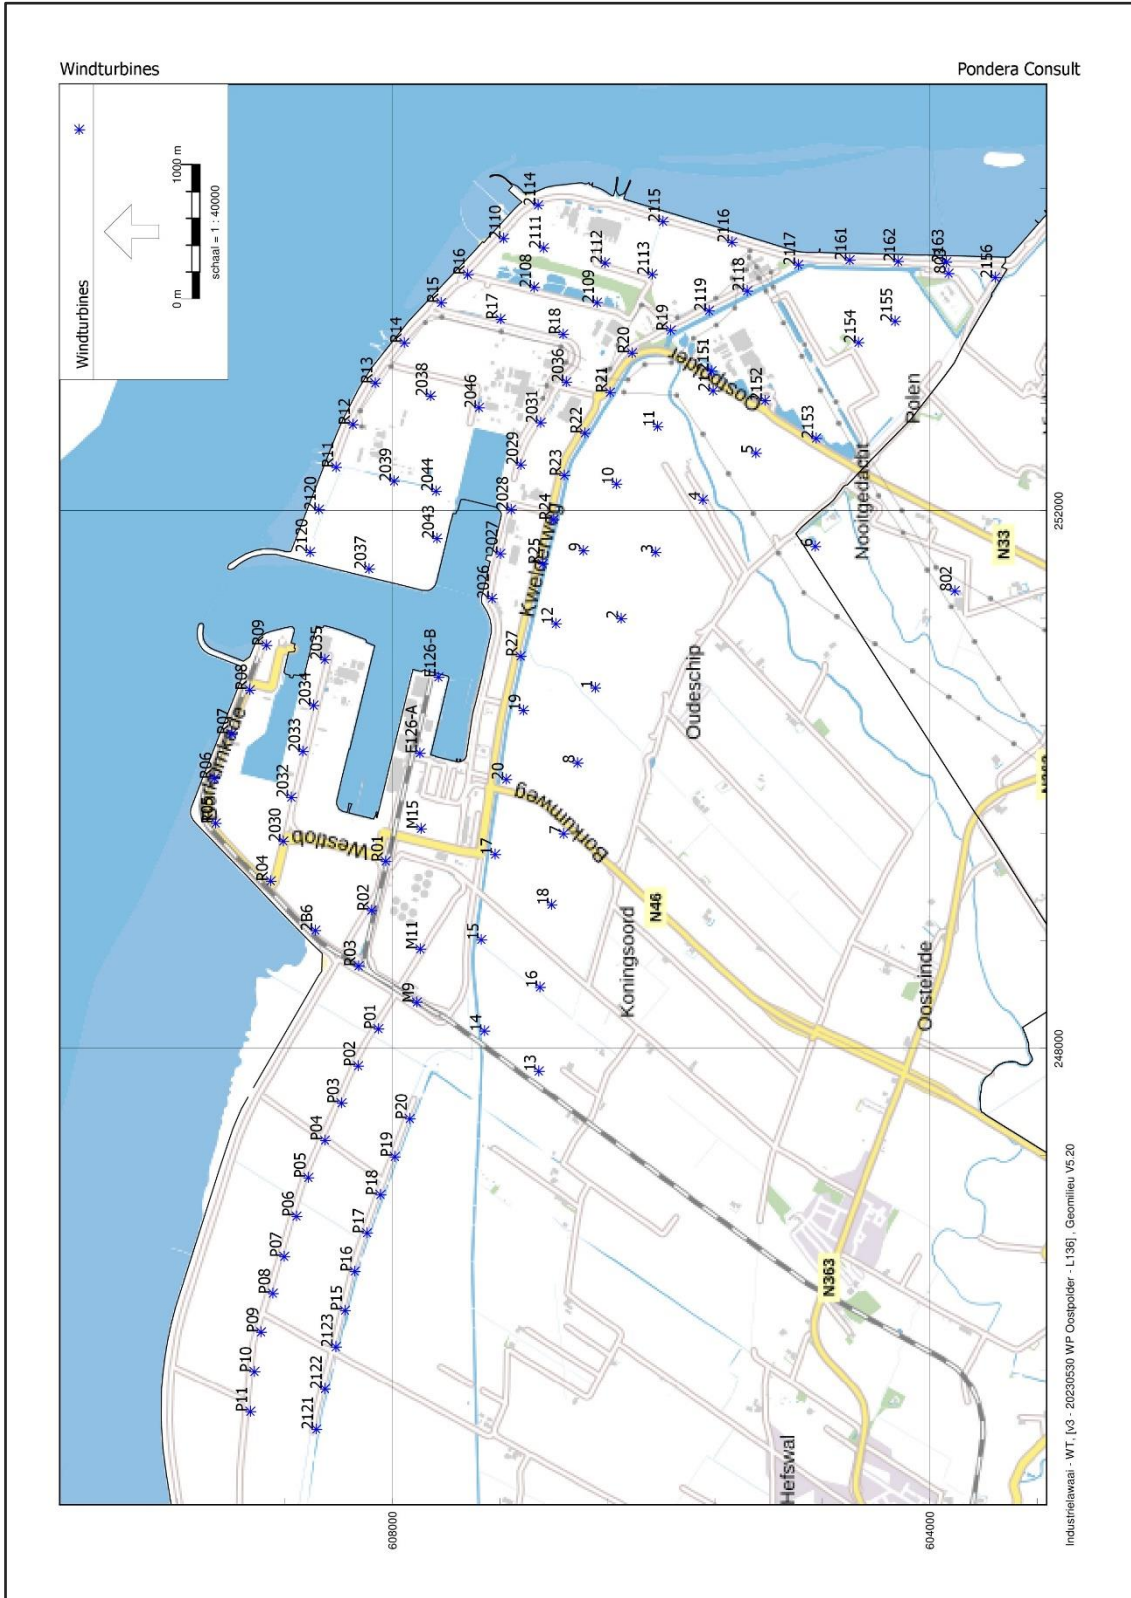 Windturbines
Pondera Consult
Windturbines
0 m
1000 m
schaal = 1 : 40000
2110
2114
2111
2115
2116
R16
2108
2112
2113
2117
2161
2162
2163
803
2156
R15
2109
2119
2118
R17
R18
R19
2155
R14
2036
R20
2154
R13
2038
R21
2151
2046
2152
Oostpolder
R12
2031
R22
11
2153
Polen
R11
2039
2029
R23
5
2044
10
Nooitgedacht
2120
2028
R24
4
252000
2120
2043
2027
R25
9
3
6
N33
2037
2026
Kwelderweg
12
2
802
R09
2035
R27
R08
E126-B
1
Oudeschip
2034
19
R07
2033
E126-A
8
R06
2032
20
R05
2030
M15
7
Borkumweg
Westlob
17
R04
R01
18
N46
R02
2B6
15
M11
Koningsoord
R03
16
Oosteinde
M9
14
P01
13
248000
P02
P03
P04
P20
P05
P19
P06
P18
P07
P17
P08
P16
N363
P09
P15
P10
2123
P11
2122
2121
Hefswal
608000
604000
Industrielawaai - WT, [v3 - 20230530 WP Oostpolder - L136] , Geomilieu V5.20